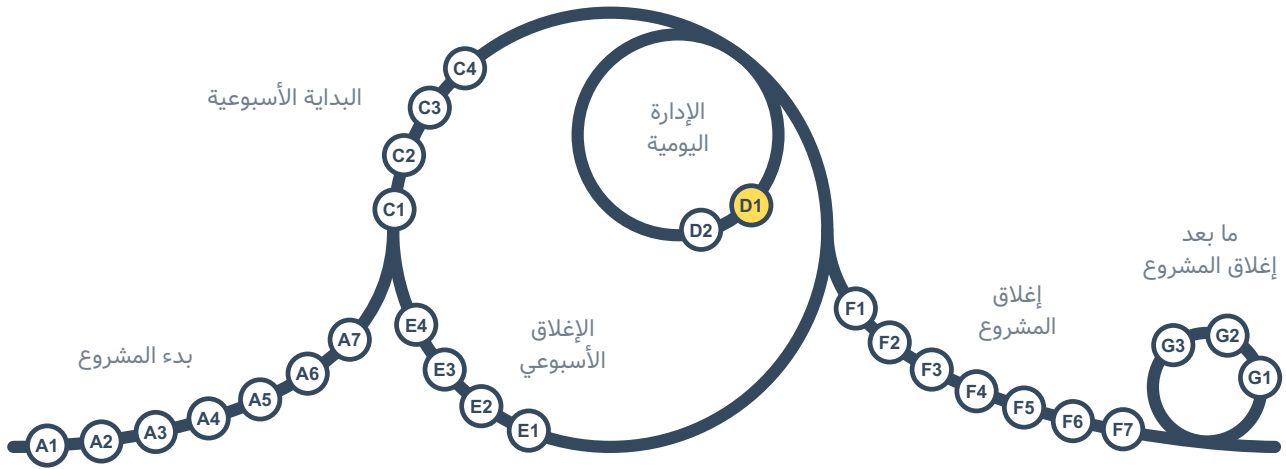 البداية الأسبوعية
الإدارة
اليومية
بدء المشروع
الإغلاق
الأسبوعي
إغلاق
المشروع
ما بعد
إغلاق المشروع
A1
A2
A3
A4
A5
A6
A7
C1
C2
C3
C4
D1
D2
E1
E2
E3
E4
F1
F2
F3
F4
F5
F6
F7
G1
G2
G3